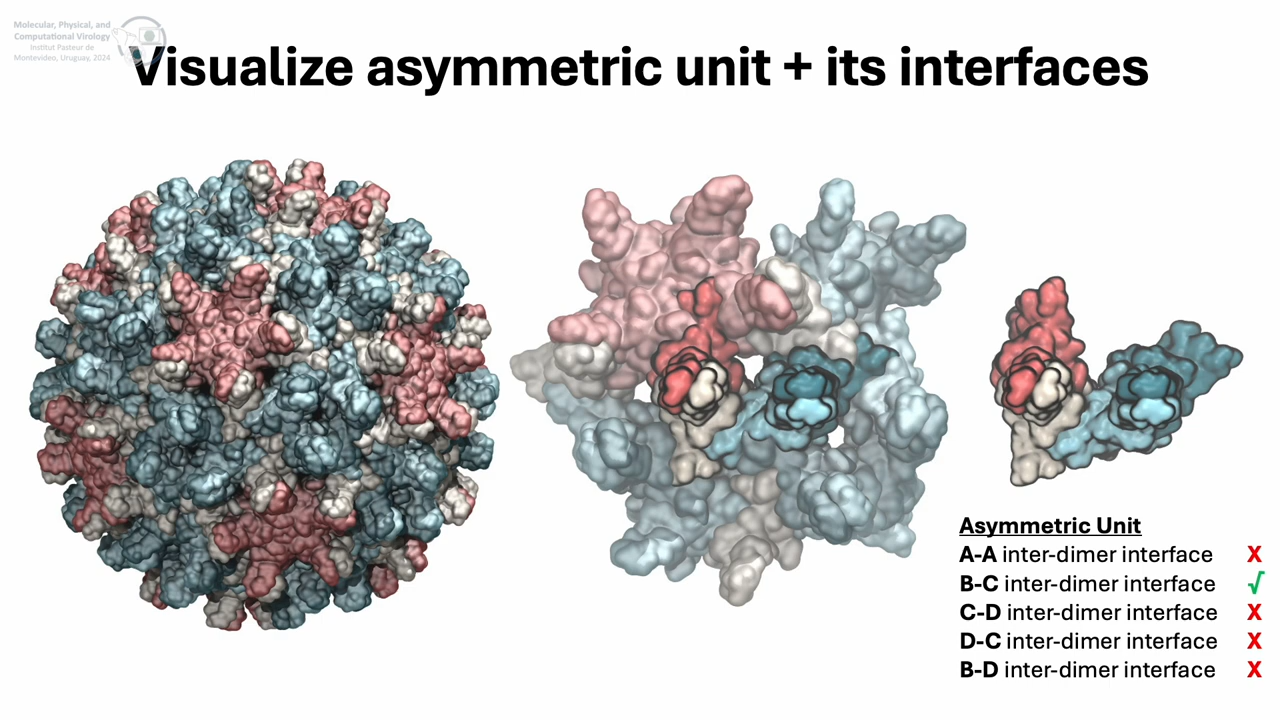 Molecular, Physical, and
Computational Virology
Institut Pasteur de
Montevideo, Uruguay, 2024
Visualize asymmetric unit + its interfaces
Asymmetric Unit
A-A inter-dimer interface X
B-C inter-dimer interface √
C-D inter-dimer interface X
D-C inter-dimer interface X
B-D inter-dimer interface X